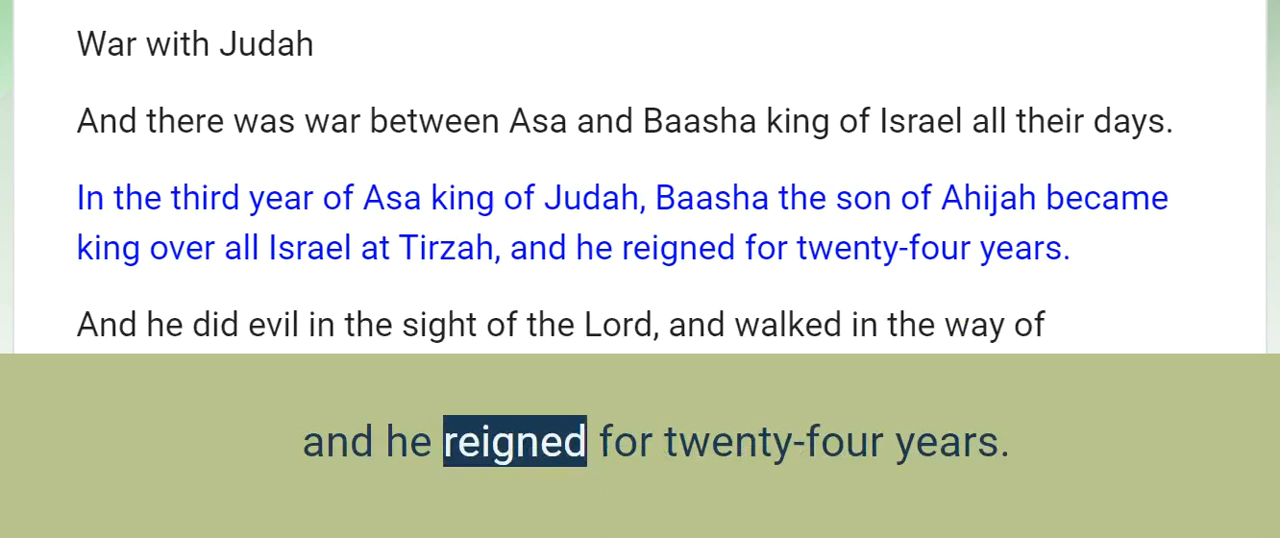 War with Judah
And there was war between Asa and Baasha king of Israel all their days.
In the third year of Asa king of Judah, Baasha the son of Ahijah became
king over all Israel at Tirzah, and he reigned for twenty-four years.
And he did evil in the sight of the Lord, and walked in the way of
and he reigned for twenty-four years.